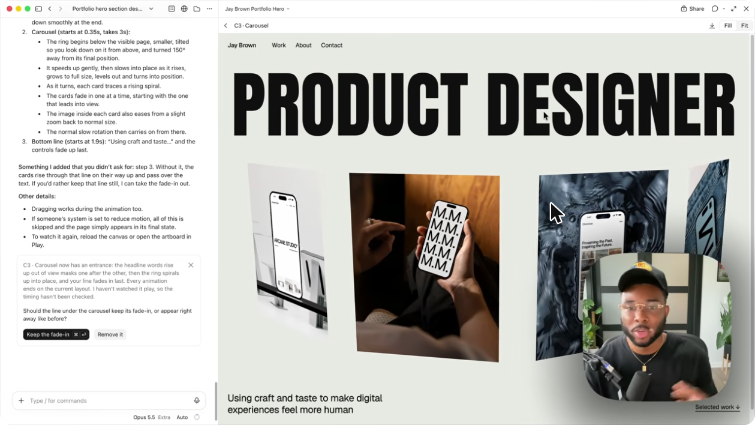 Portfolio hero section des...
down smoothly at the end.
2. Carousel (starts at 0.35s, takes 3s):
• The ring begins below the visible page, smaller, tilted
so you look down on it from above, and turned 150°
away from its final position.
• It speeds up gently, then slows into place as it rises,
grows to full size, levels out and turns into position.
• As it turns, each card traces a rising spiral.
• The cards fade in one at a time, starting with the one
that leads into view.
• The image inside each card also eases from a slight
zoom back to normal size.
• The normal slow rotation then carries on from there.
3. Bottom line (starts at 1.9s): "Using craft and taste..." and the
controls fade up last.
Something I added that you didn't ask for: step 3. Without it, the
cards rise through that line on their way up and pass over the
text. If you'd rather keep that line still, I can take the fade-in out.
Other details:
• Dragging works during the animation too.
• If someone's system is set to reduce motion, all of this is
skipped and the page simply appears in its final state.
• To watch it again, reload the canvas or open the artboard in
Play.
C3 · Carousel now has an entrance: the headline words rise
up out of view masks one after the other, then the ring spirals
up into place, and your line fades in last. Every animation
ends on the current layout. I haven't watched it play, so the
timing hasn't been checked.
Should the line under the carousel keep its fade-in, or appear right
away like before?
Keep the fade-in
Remove it
Type / for commands
Opus 5.5 Extra Auto
Jay Brown Portfolio Hero
Share
C3 · Carousel
Fill Fit
Jay Brown Work About Contact
PRODUCT DESIGNER
M.M.
M.M.
M.M.
M.M.
M.M.
Preserving the Past,
Inspiring the Future.
Using craft and taste to make digital
experiences feel more human
Selected work ↓